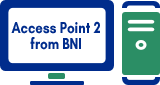 Access Point 2
from BNI